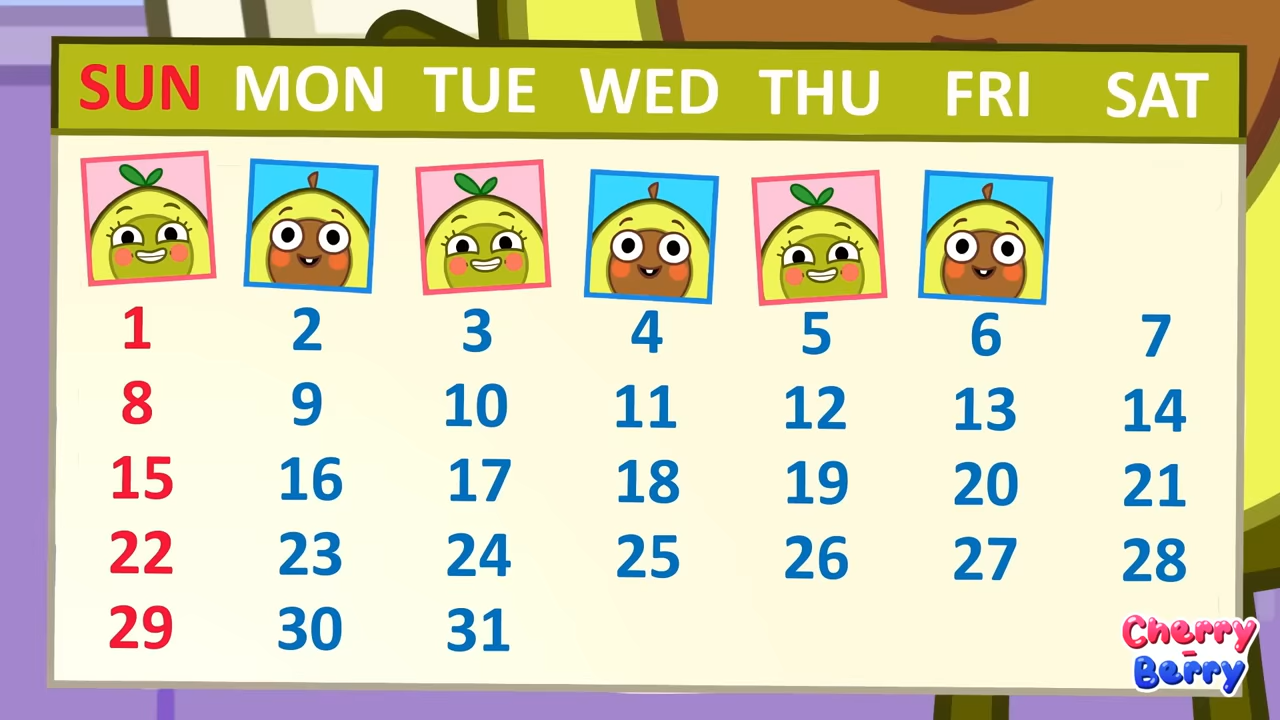 SUN MON TUE WED THU FRI SAT
1 2 3 4 5 6 7
8 9 10 11 12 13 14
15 16 17 18 19 20 21
22 23 24 25 26 27 28
29 30 31
Cherry
-
Berry